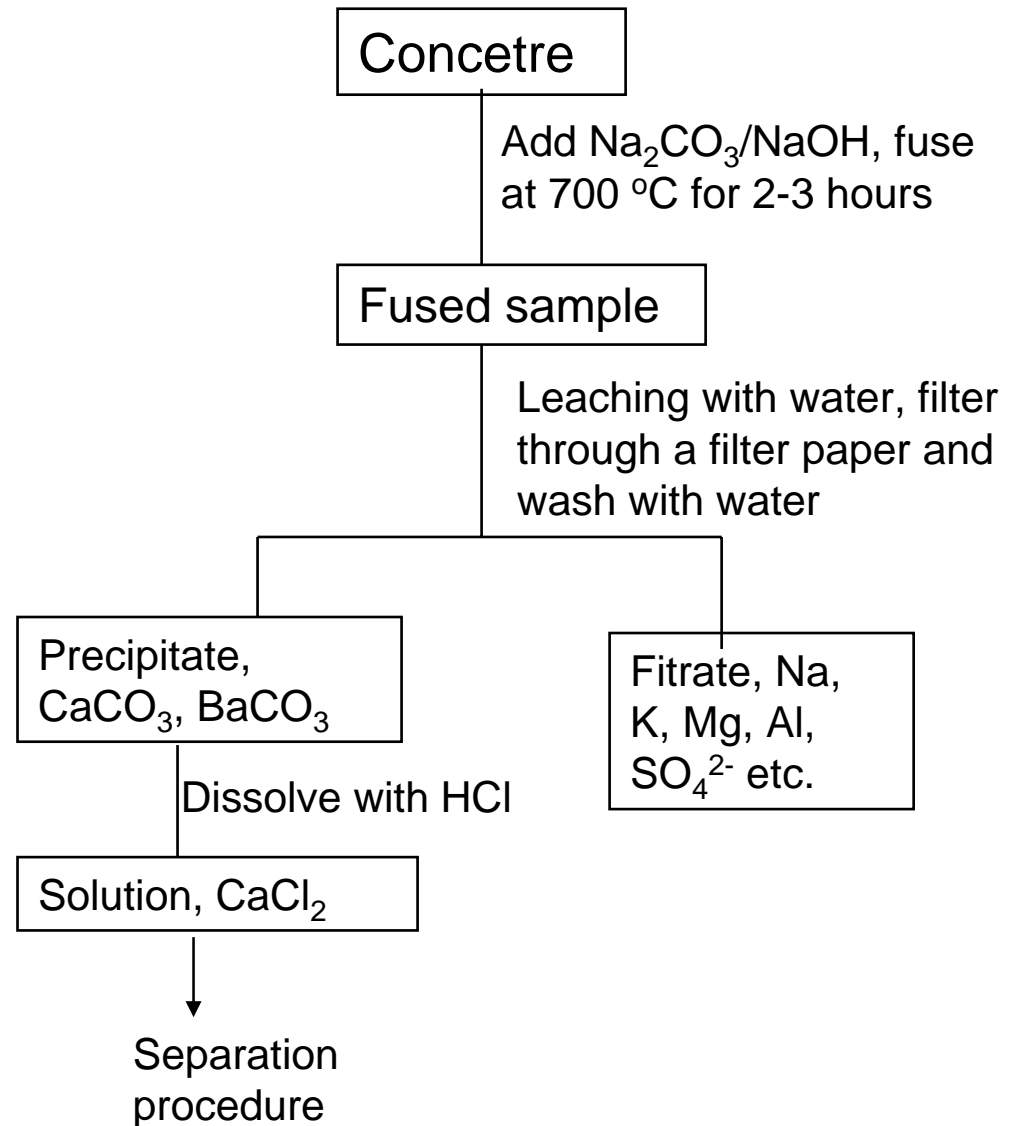 Concetre
Add Na₂CO₃/NaOH, fuse
at 700 ºC for 2-3 hours
Fused sample
Leaching with water, filter
through a filter paper and
wash with water
Precipitate,
CaCO₃, BaCO₃
Fitrate, Na,
K, Mg, Al,
SO₄²⁻ etc.
Dissolve with HCl
Solution, CaCl₂
Separation
procedure